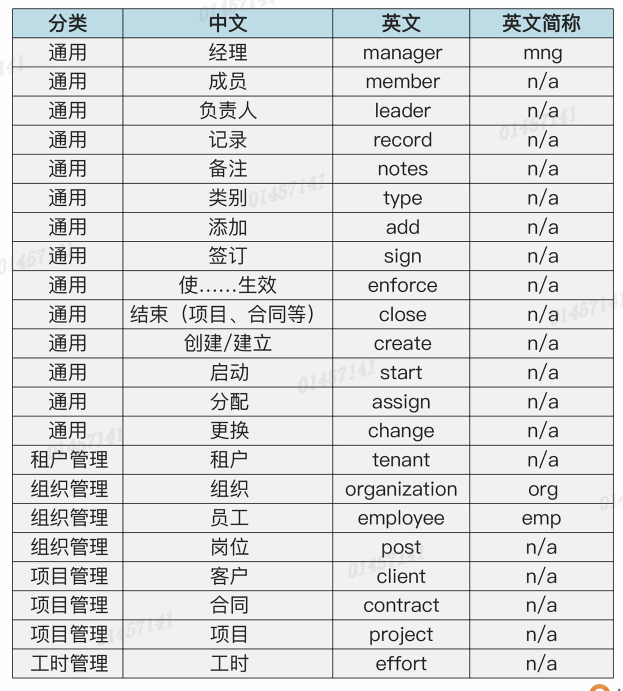 分类 中文 英文 英文简称
通用 经理 manager mng
通用 成员 member n/a
通用 负责人 leader n/a
通用 记录 record n/a
通用 备注 notes n/a
通用 类别 type n/a
通用 添加 add n/a
通用 签订 sign n/a
通用 使……生效 enforce n/a
通用 结束（项目、合同等） close n/a
通用 创建/建立 create n/a
通用 启动 start n/a
通用 分配 assign n/a
通用 更换 change n/a
租户管理 租户 tenant n/a
组织管理 组织 organization org
组织管理 员工 employee emp
组织管理 岗位 post n/a
项目管理 客户 client n/a
项目管理 合同 contract n/a
项目管理 项目 project n/a
工时管理 工时 effort n/a
01457141